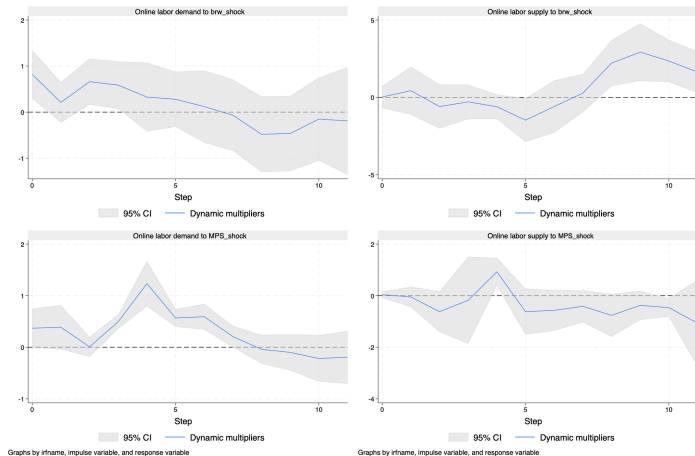 Online labor demand to brw_shock
2
1
0
-1
0
5
10
Step
95% CI
Dynamic multipliers
Online labor supply to brw_shock
5
0
-5
0
5
10
Step
95% CI
Dynamic multipliers
Online labor demand to MPS_shock
2
1
0
-1
0
5
10
Step
95% CI
Dynamic multipliers
Graphs by irfname, impulse variable, and response variable
Online labor supply to MPS_shock
2
0
-2
-4
0
5
10
Step
95% CI
Dynamic multipliers
Graphs by irfname, impulse variable, and response variable